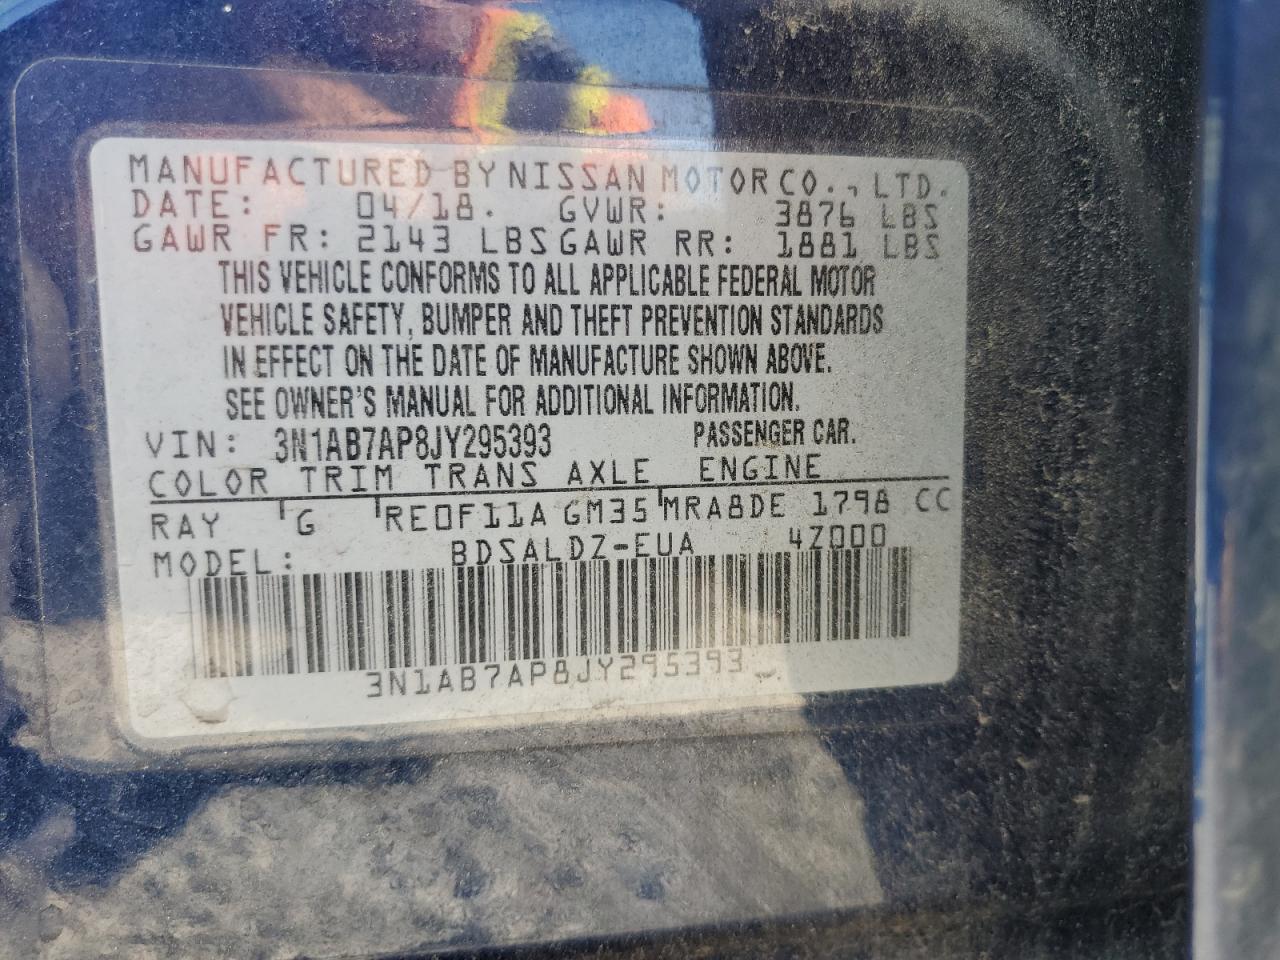 MANUFACTURED BY NISSAN MOTOR CO., LTD.
DATE: 04/18. GVWR: 3876 LBS
GAWR FR: 2143 LBS GAWR RR: 1881 LBS
THIS VEHICLE CONFORMS TO ALL APPLICABLE FEDERAL MOTOR
VEHICLE SAFETY, BUMPER AND THEFT PREVENTION STANDARDS
IN EFFECT ON THE DATE OF MANUFACTURE SHOWN ABOVE.
SEE OWNER'S MANUAL FOR ADDITIONAL INFORMATION.
VIN: 3N1AB7AP8JY295393 PASSENGER CAR.
COLOR TRIM TRANS AXLE ENGINE
RAY G RE0F11A GM35 MRA8DE 1798 CC
MODEL: BDSALDZ-EUA 4Z000
3N1AB7AP8JY295393